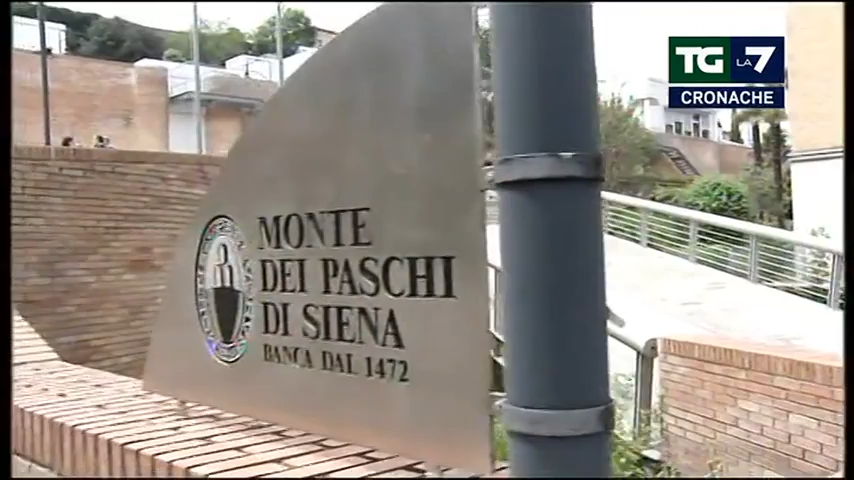 TG LA 7
CRONACHE
MONTE
DEI PASCHI
DI SIENA
BANCA DAL 1472